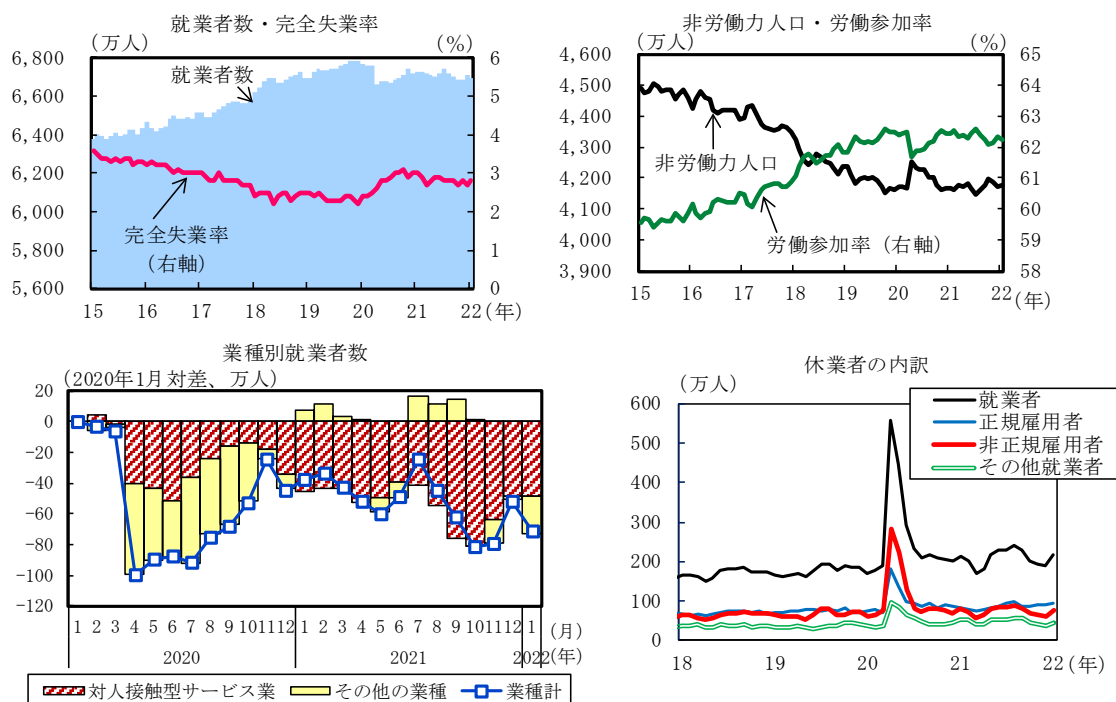 就業者数・完全失業率
(万人)
(%)
6,800
6,600
6,400
6,200
6,000
5,800
5,600
6
5
4
3
2
1
0
就業者数
完全失業率
(右軸)
15 16 17 18 19 20 21 22(年)
非労働力人口・労働参加率
(万人)
(%)
4,600
4,500
4,400
4,300
4,200
4,100
4,000
3,900
65
64
63
62
61
60
59
58
非労働力人口
労働参加率(右軸)
15 16 17 18 19 20 21 22(年)
業種別就業者数
(2020年1月対差、万人)
20
0
−20
−40
−60
−80
−100
−120
1 2 3 4 5 6 7 8 9 10 11 12 1 2 3 4 5 6 7 8 9 10 11 12 1 (月)
2020 2021 2022(年)
対人接触型サービス業 その他の業種 業種計
休業者の内訳
(万人)
就業者
正規雇用者
非正規雇用者
その他就業者
600
500
400
300
200
100
0
18 19 20 21 22 (年)